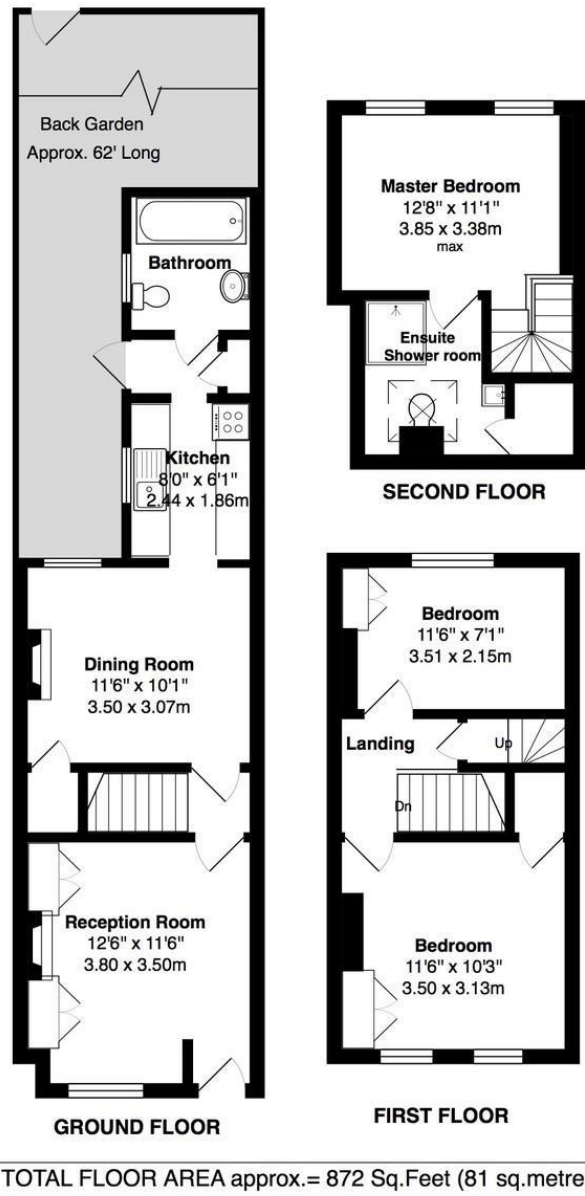 Back Garden
Approx. 62' Long
Bathroom
Kitchen
8'0" x 6'1"
2.44 x 1.86m
Dining Room
11'6" x 10'1"
3.50 x 3.07m
Reception Room
12'6" x 11'6"
3.80 x 3.50m
GROUND FLOOR
Master Bedroom
12'8" x 11'1"
3.85 x 3.38m
max
Ensuite
Shower room
SECOND FLOOR
Bedroom
11'6" x 7'1"
3.51 x 2.15m
Landing
Up
Dn
Bedroom
11'6" x 10'3"
3.50 x 3.13m
FIRST FLOOR
TOTAL FLOOR AREA approx.= 872 Sq.Feet (81 sq.metre